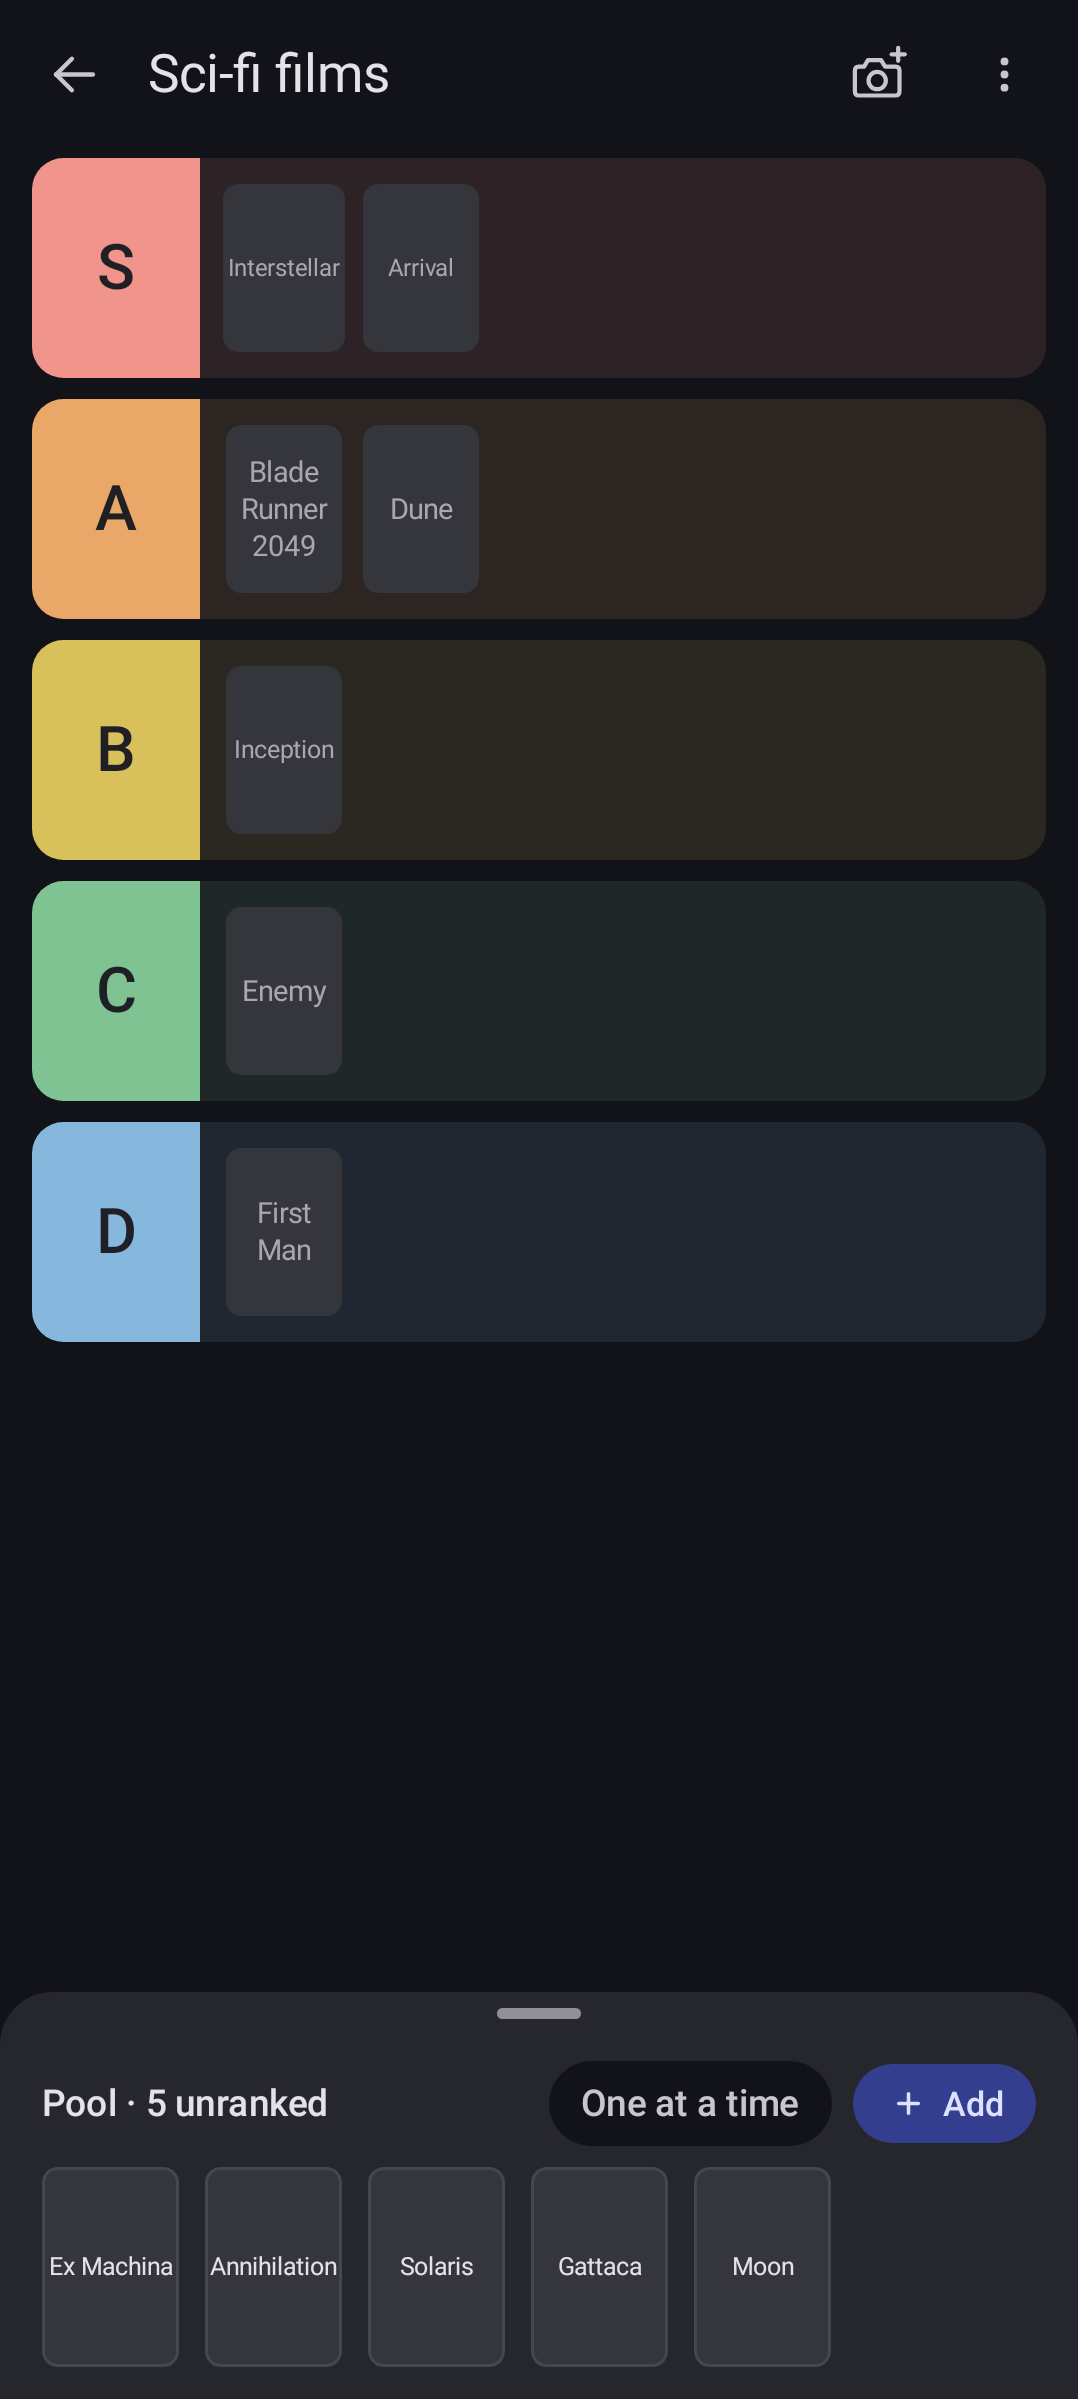 Sci-fi films
S
Interstellar
Arrival
A
Blade
Runner
2049
Dune
B
Inception
C
Enemy
D
First
Man
Pool · 5 unranked
One at a time
+ Add
Ex Machina
Annihilation
Solaris
Gattaca
Moon